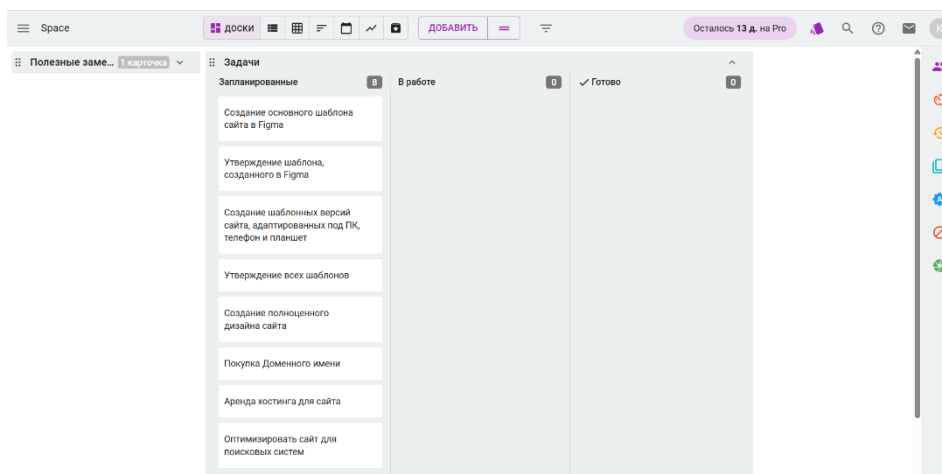 Space
ДОСКИ
ДОБАВИТЬ
Осталось 13 д. на Pro
Полезные заме... 1 карточка
Задачи
Запланированные 8
В работе 0
Готово 0
Создание основного шаблона
сайта в Figma
Утверждение шаблона,
созданного в Figma
Создание шаблонных версий
сайта, адаптированных под ПК,
телефон и планшет
Утверждение всех шаблонов
Создание полноценного
дизайна сайта
Покупка Доменного имени
Аренда хостинга для сайта
Оптимизировать сайт для
поисковых систем